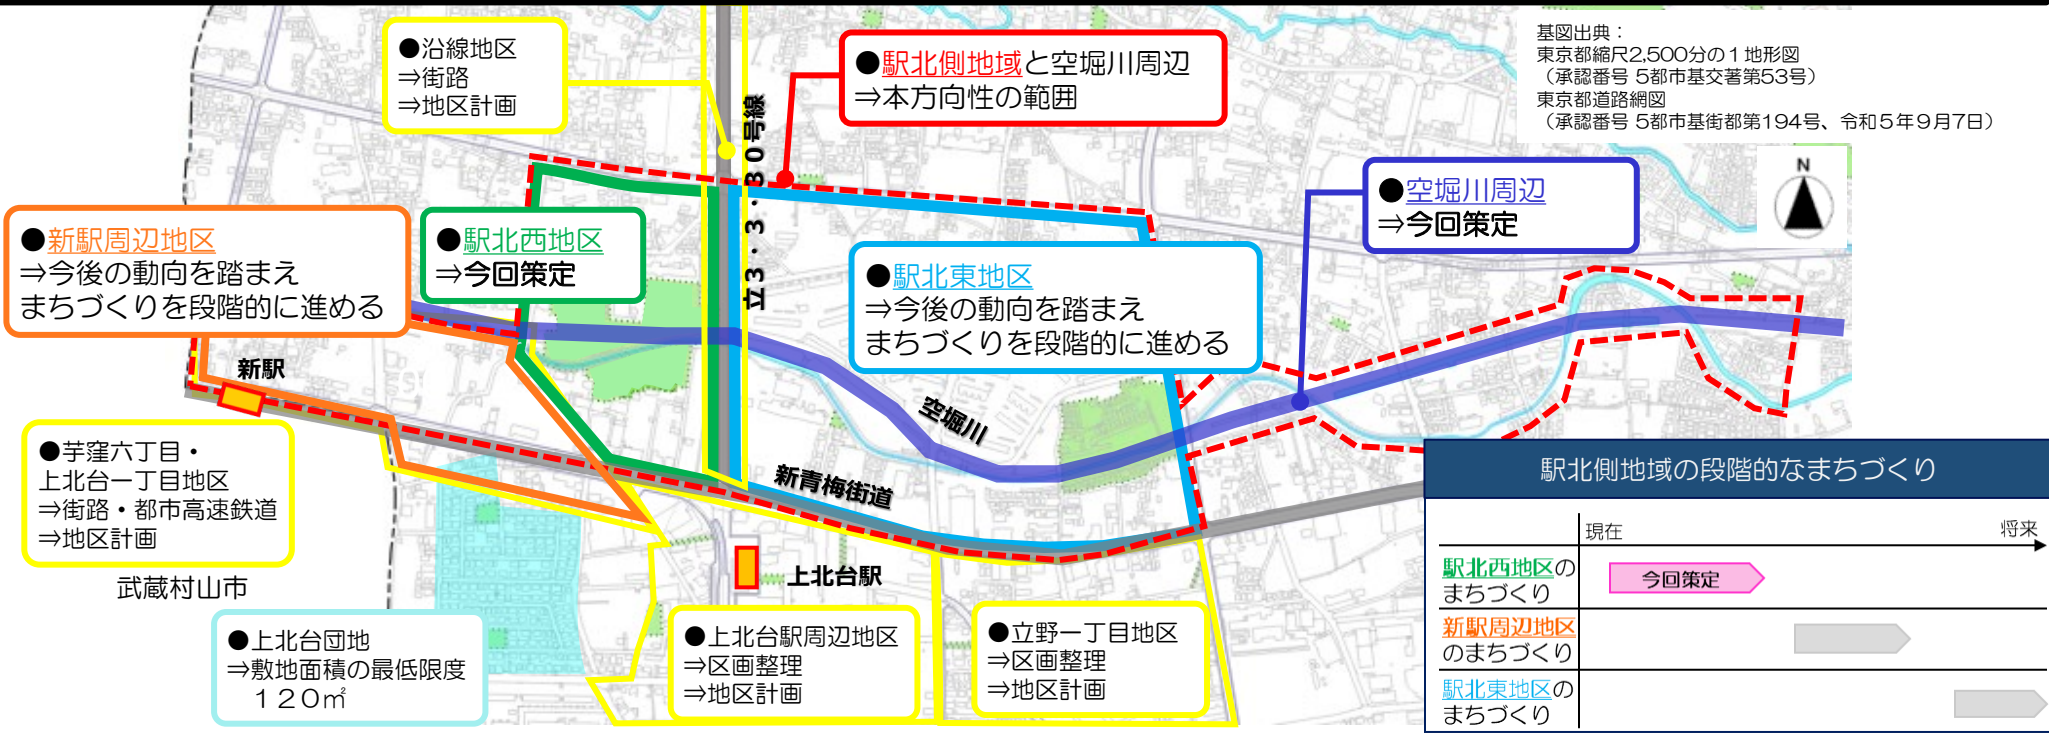 ●沿線地区
⇒街路
⇒地区計画
●駅北側地域と空堀川周辺
⇒本方向性の範囲
基図出典：
東京都縮尺2,500分の１地形図
（承認番号 5都市基交著第53号）
東京都道路網図
（承認番号 5都市基街都第194号、令和５年９月7日）
N
立3・3・30号線
●新駅周辺地区
⇒今後の動向を踏まえ
まちづくりを段階的に進める
●駅北西地区
⇒今回策定
●駅北東地区
⇒今後の動向を踏まえ
まちづくりを段階的に進める
●空堀川周辺
⇒今回策定
新駅
空堀川
新青梅街道
●芋窪六丁目・
上北台一丁目地区
⇒街路・都市高速鉄道
⇒地区計画
武蔵村山市
上北台駅
●上北台団地
⇒敷地面積の最低限度
１２０㎡
●上北台駅周辺地区
⇒区画整理
⇒地区計画
●立野一丁目地区
⇒区画整理
⇒地区計画
駅北側地域の段階的なまちづくり
現在
将来
駅北西地区の
まちづくり
今回策定
新駅周辺地区
のまちづくり
駅北東地区の
まちづくり